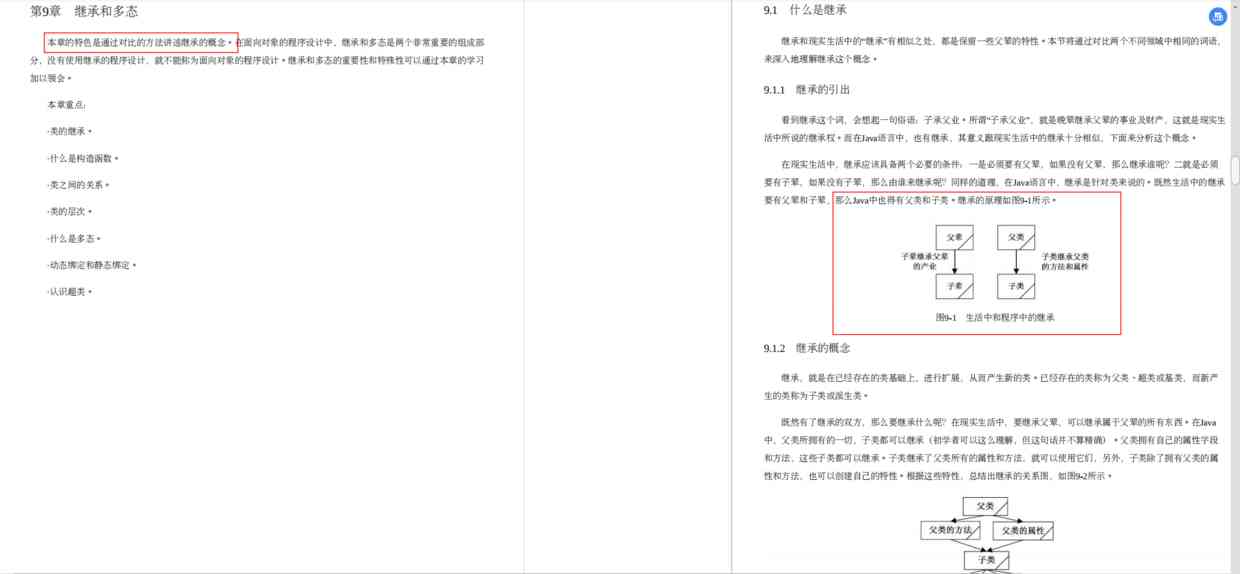 第9章　继承和多态
本章的特色是通过对比的方法讲述继承的概念。在面向对象的程序设计中，继承和多态是两个非常重要的组成部
分，没有使用继承的程序设计，就不能称为面向对象的程序设计。继承和多态的重要性和特殊性可以通过本章的学习
加以领会。
本章重点：
·类的继承。
·什么是构造函数。
·类之间的关系。
·类的层次。
·什么是多态。
·动态绑定和静态绑定。
·认识超类。
9.1　什么是继承
继承和现实生活中的“继承”有相似之处，都是保留一些父辈的特性。本节将通过对比两个不同领域中相同的词语，
来深入地理解继承这个概念。
9.1.1　继承的引出
看到继承这个词，会想起一句俗语：子承父业。所谓“子承父业”，就是晚辈继承父辈的事业及财产，这就是现实生
活中所说的继承权。而在Java语言中，也有继承，其意义跟现实生活中的继承十分相似，下面来分析这个概念。
在现实生活中，继承应该具备两个必要的条件：一是必须要有父辈，如果没有父辈，那么继承谁呢？二就是必须
要有子辈，如果没有子辈，那么由谁来继承呢？同样的道理，在Java语言中，继承是针对类来说的。既然生活中的继承
要有父辈和子辈，那么Java中也得有父类和子类。继承的原理如图9-1所示。
父辈
父类
子辈继承父辈
的产业
子类继承父类
的方法和属性
子辈
子类
图9-1　生活中和程序中的继承
9.1.2　继承的概念
继承，就是在已经存在的类基础上，进行扩展，从而产生新的类。已经存在的类称为父类、超类或基类，而新产
生的类称为子类或派生类。
既然有了继承的双方，那么要继承什么呢？在现实生活中，要继承父辈，可以继承属于父辈的所有东西。在Java
中，父类所拥有的一切，子类都可以继承（初学者可以这么理解，但这句话并不算精确）。父类拥有自己的属性字段
和方法，这些子类都可以继承。子类继承了父类所有的属性和方法，就可以使用它们，另外，子类除了拥有父类的属
性和方法，也可以创建自己的特性。根据这些特性，总结出继承的关系图，如图9-2所示。
父类
父类的方法
父类的属性
子类